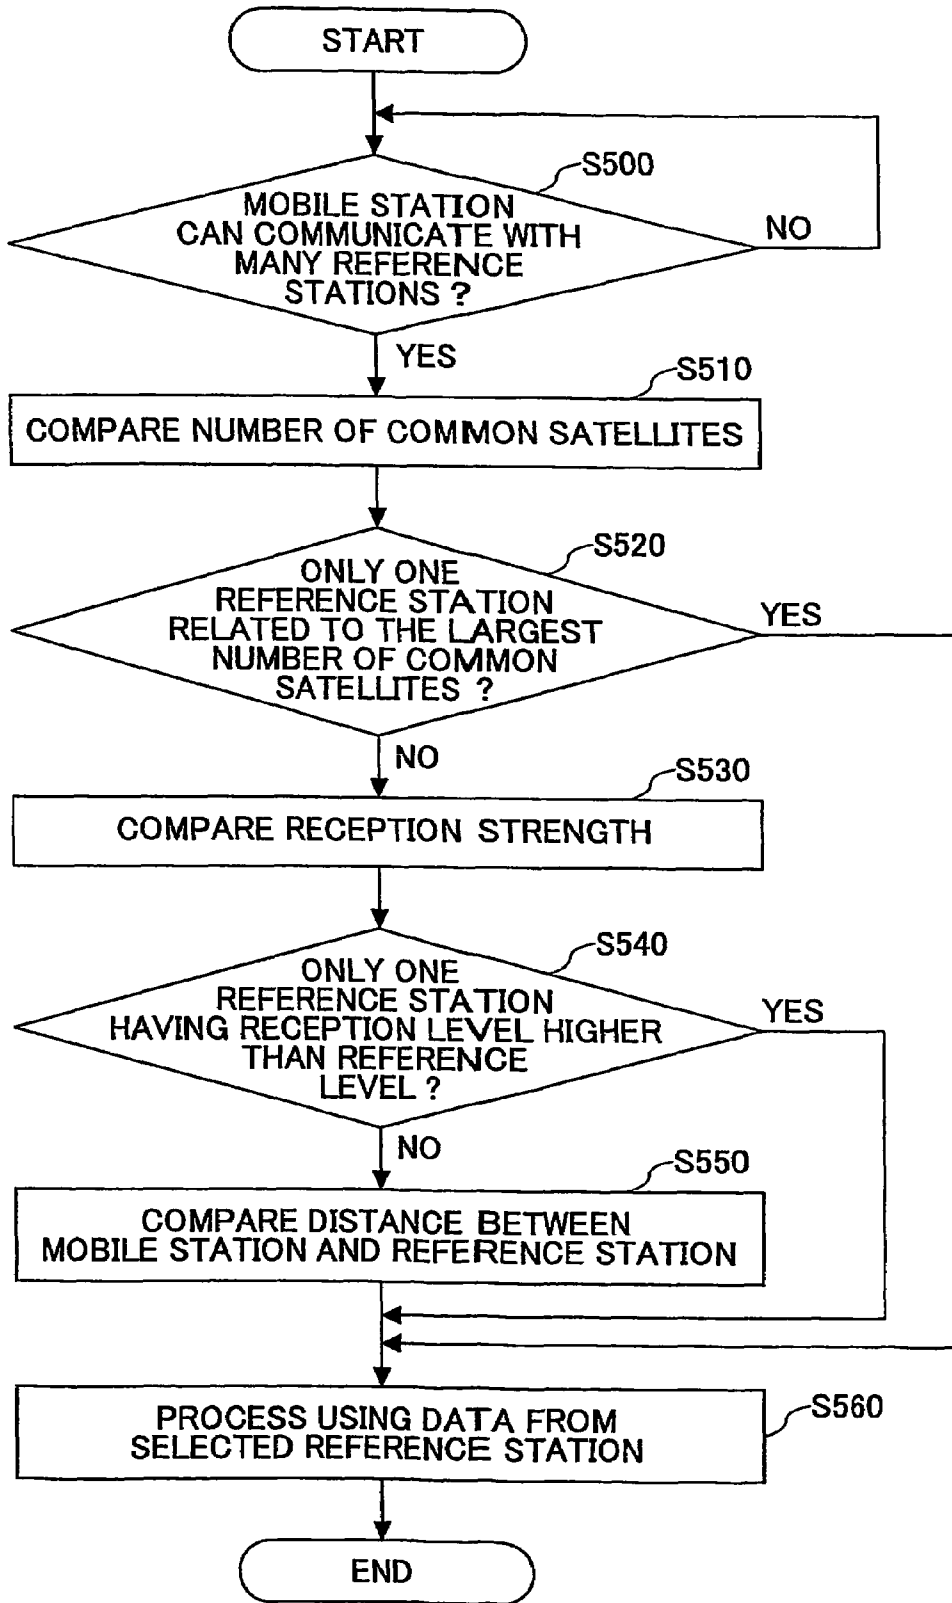 START
S500
MOBILE STATION
CAN COMMUNICATE WITH
MANY REFERENCE
STATIONS ?
NO
YES
S510
COMPARE NUMBER OF COMMON SATELLITES
S520
ONLY ONE
REFERENCE STATION
RELATED TO THE LARGEST
NUMBER OF COMMON
SATELLITES ?
YES
NO
S530
COMPARE RECEPTION STRENGTH
S540
ONLY ONE
REFERENCE STATION
HAVING RECEPTION LEVEL HIGHER
THAN REFERENCE
LEVEL ?
YES
NO
S550
COMPARE DISTANCE BETWEEN
MOBILE STATION AND REFERENCE STATION
S560
PROCESS USING DATA FROM
SELECTED REFERENCE STATION
END